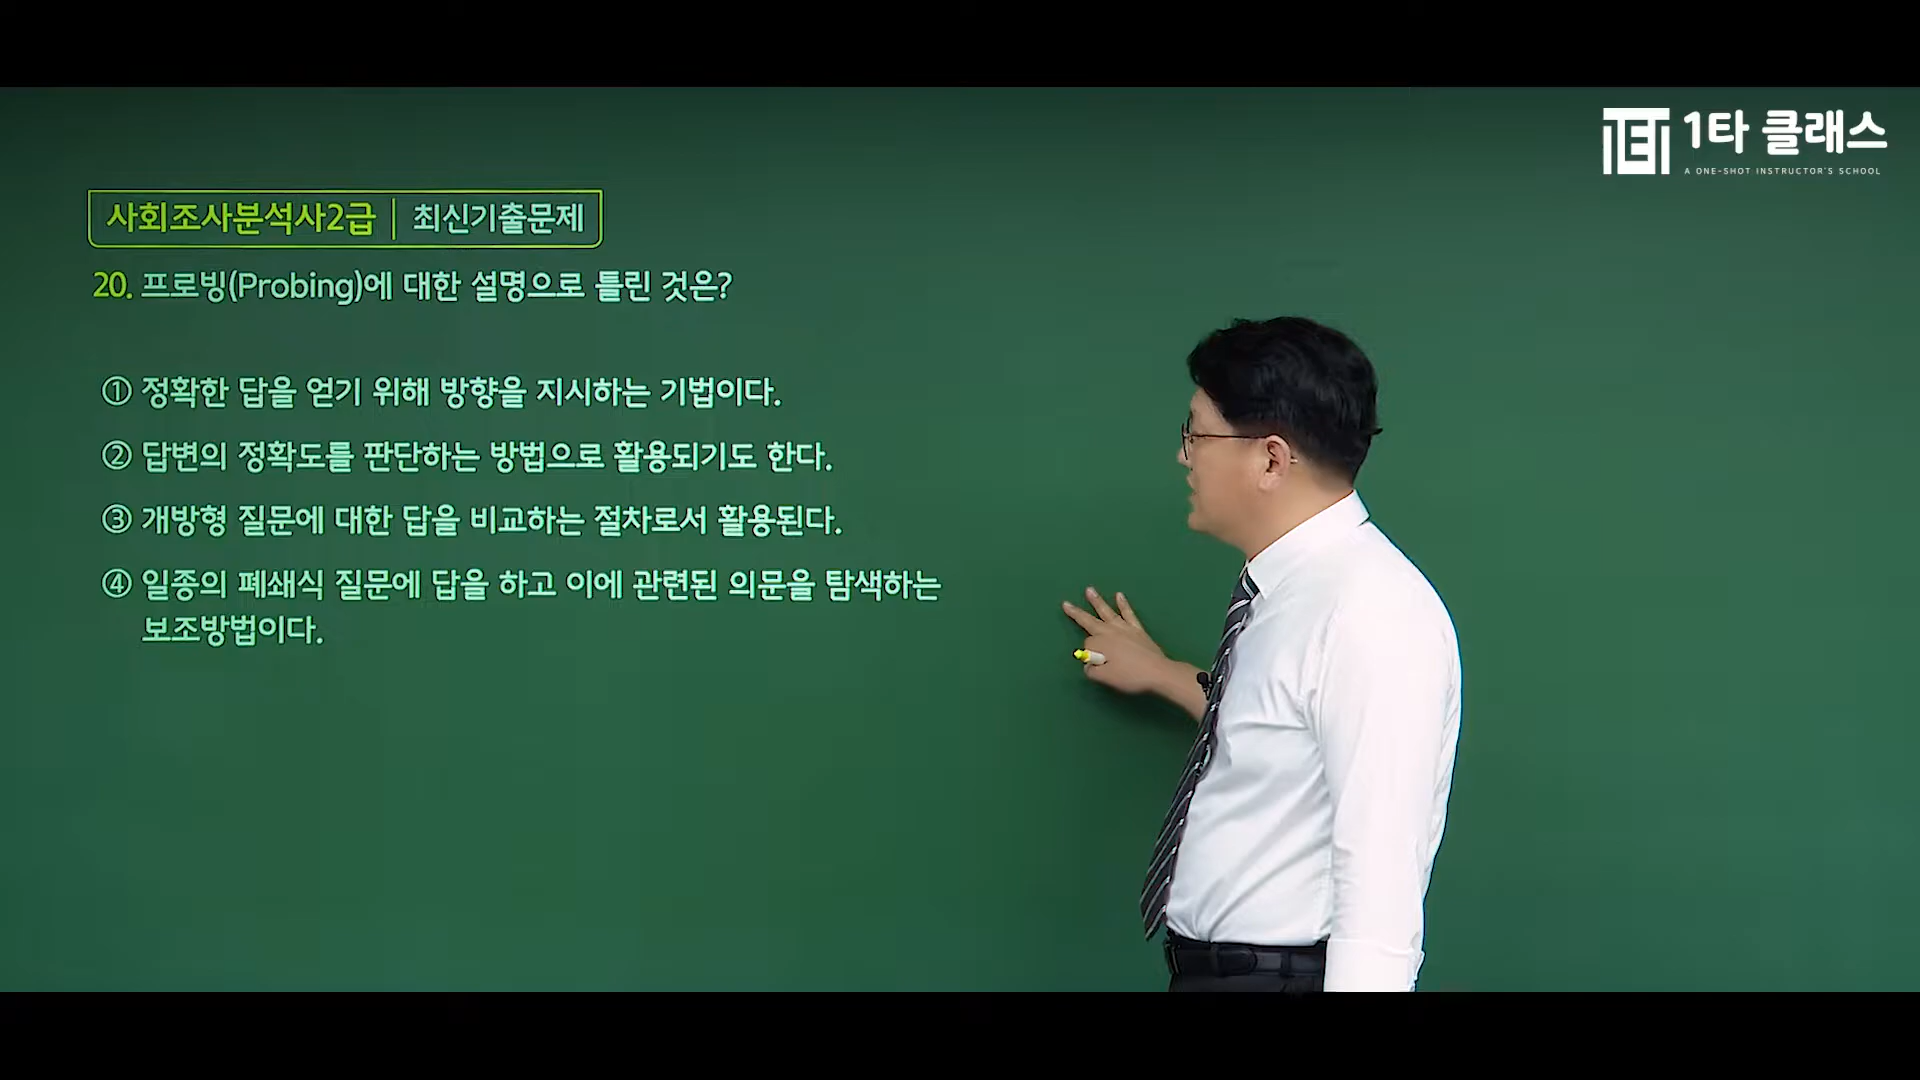 1타 클래스
A ONE-SHOT INSTRUCTOR'S SCHOOL
사회조사분석사2급 | 최신기출문제
20. 프로빙(Probing)에 대한 설명으로 틀린 것은?
① 정확한 답을 얻기 위해 방향을 지시하는 기법이다.
② 답변의 정확도를 판단하는 방법으로 활용되기도 한다.
③ 개방형 질문에 대한 답을 비교하는 절차로서 활용된다.
④ 일종의 폐쇄식 질문에 답을 하고 이에 관련된 의문을 탐색하는
보조방법이다.